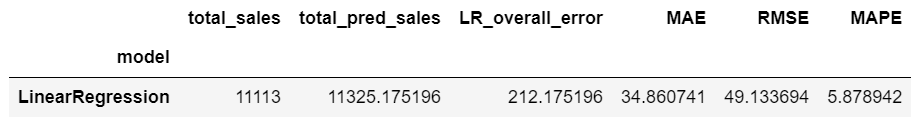 total_sales total_pred_sales LR_overall_error MAE RMSE MAPE
model
LinearRegression 11113 11325.175196 212.175196 34.860741 49.133694 5.878942